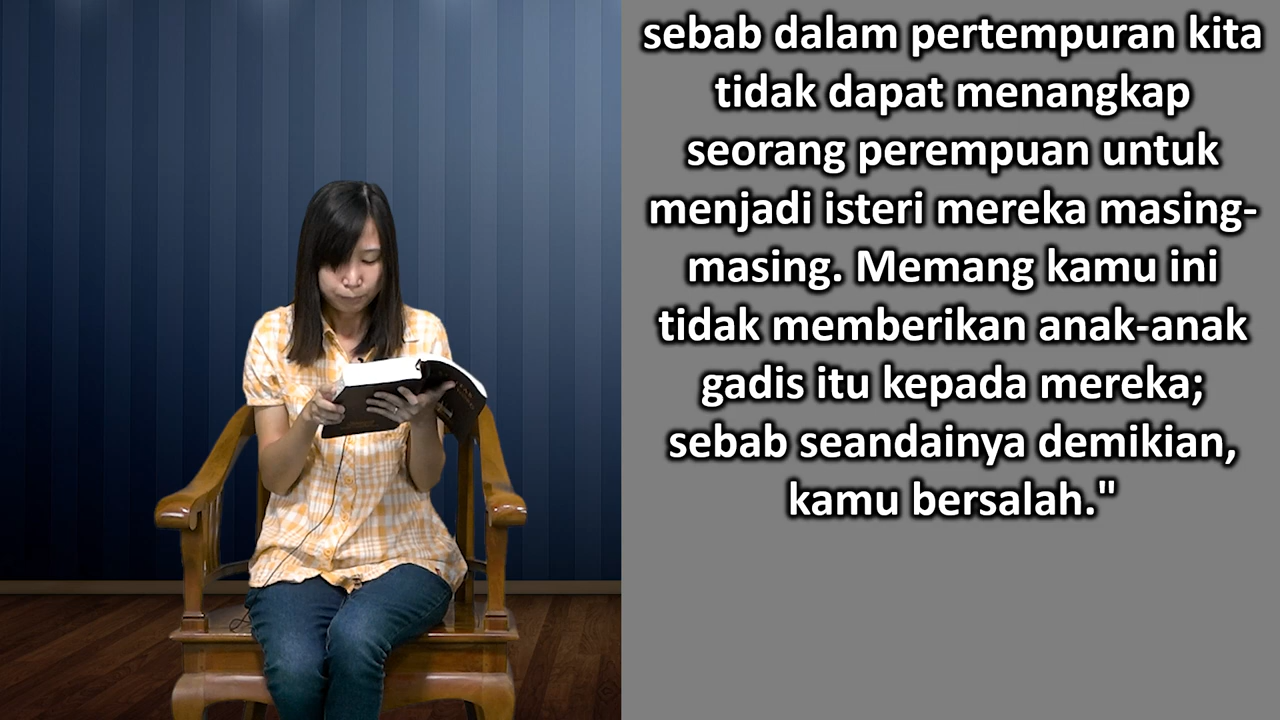 sebab dalam pertempuran kita
tidak dapat menangkap
seorang perempuan untuk
menjadi isteri mereka masing-
masing. Memang kamu ini
tidak memberikan anak-anak
gadis itu kepada mereka;
sebab seandainya demikian,
kamu bersalah."